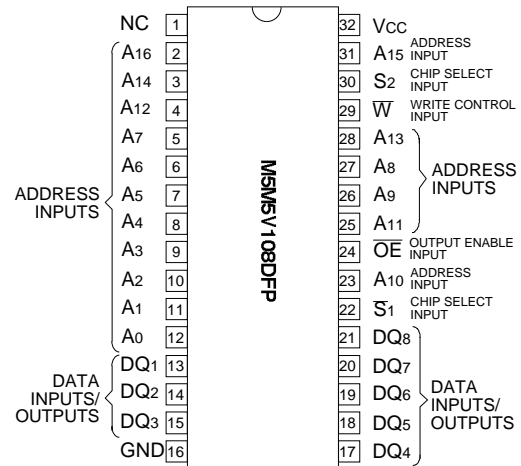 NC 1 32 VCC
A16 2 31 A15 ADDRESS INPUT
A14 3 30 S2 CHIP SELECT INPUT
A12 4 29 W̅ WRITE CONTROL INPUT
A7 5 28 A13
A6 6 27 A8
A5 7 26 A9
A4 8 25 A11
A3 9 24 O̅E̅ OUTPUT ENABLE INPUT
A2 10 23 A10 ADDRESS INPUT
A1 11 22 S̅1 CHIP SELECT INPUT
A0 12 21 DQ8
DQ1 13 20 DQ7
DQ2 14 19 DQ6
DQ3 15 18 DQ5
GND 16 17 DQ4
ADDRESS
INPUTS
DATA
INPUTS/
OUTPUTS
M5M5V108DFP
ADDRESS
INPUTS
DATA
INPUTS/
OUTPUTS